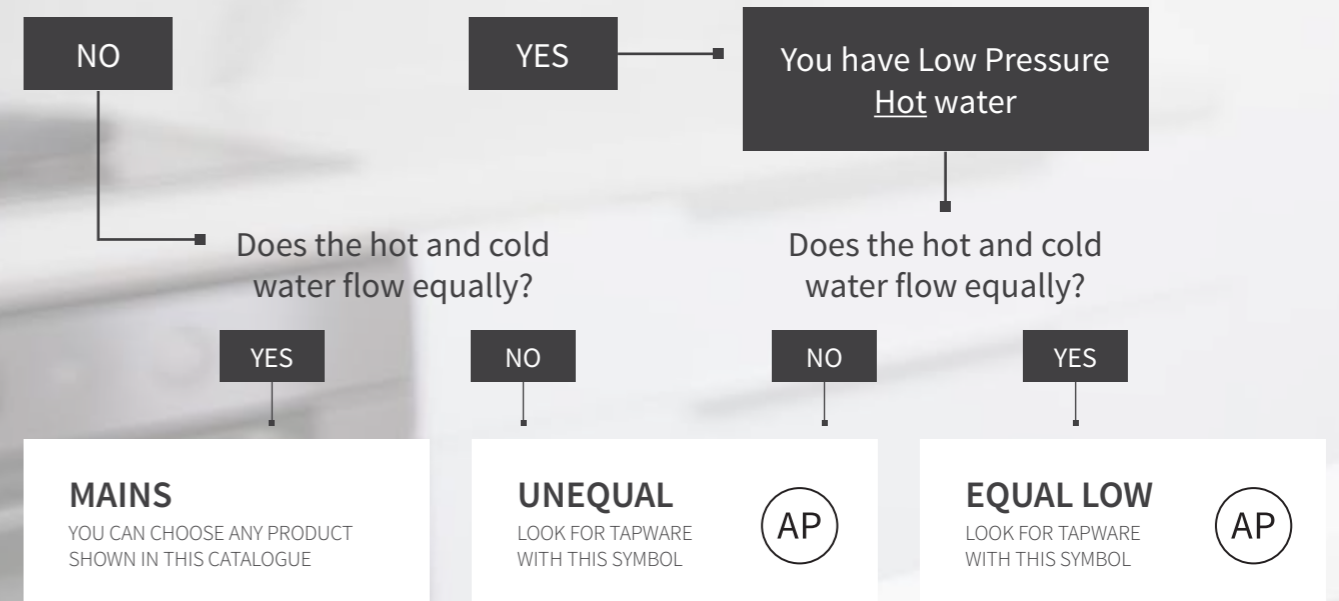 NO
YES
You have Low Pressure
Hot water
Does the hot and cold
water flow equally?
Does the hot and cold
water flow equally?
YES
NO
NO
YES
MAINS
YOU CAN CHOOSE ANY PRODUCT
SHOWN IN THIS CATALOGUE
UNEQUAL
LOOK FOR TAPWARE
WITH THIS SYMBOL
AP
EQUAL LOW
LOOK FOR TAPWARE
WITH THIS SYMBOL
AP